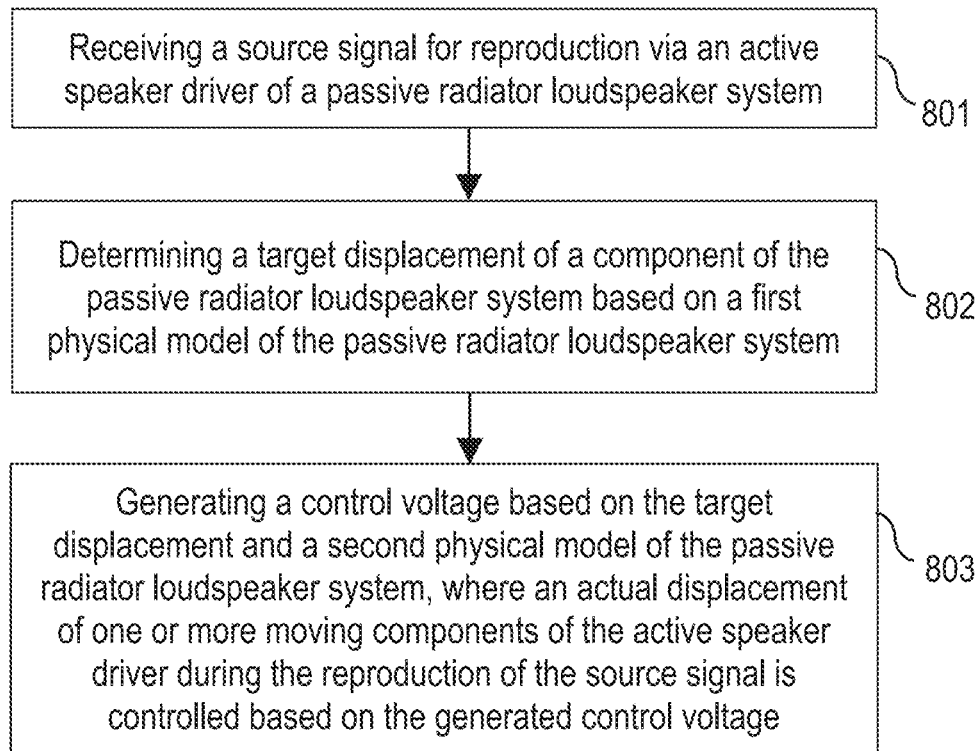 Receiving a source signal for reproduction via an active
speaker driver of a passive radiator loudspeaker system
801
Determining a target displacement of a component of the
passive radiator loudspeaker system based on a first
physical model of the passive radiator loudspeaker system
802
Generating a control voltage based on the target
displacement and a second physical model of the passive
radiator loudspeaker system, where an actual displacement
of one or more moving components of the active speaker
driver during the reproduction of the source signal is
controlled based on the generated control voltage
803